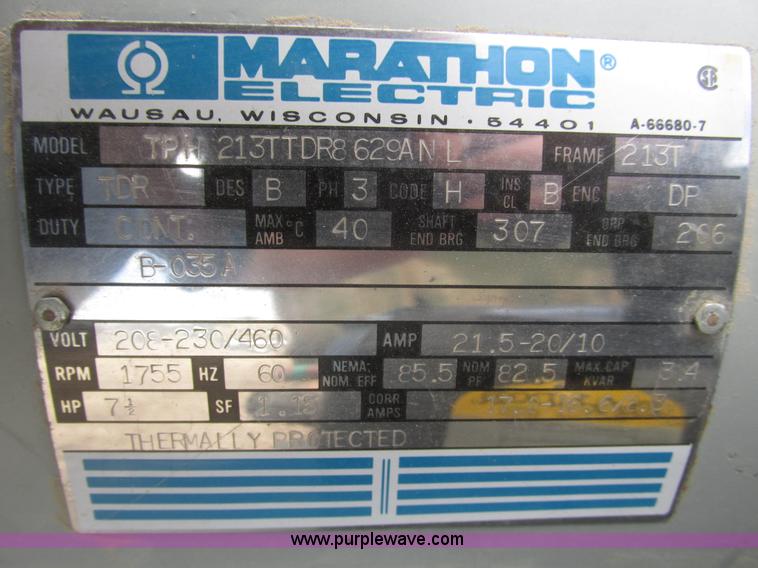 MARATHON®
ELECTRIC
WAUSAU, WISCONSIN · 54401 A-66680-7
MODEL TPH 213TTDR8629AN L FRAME 213T
TYPE TDR DES B PH 3 CODE H INS CL B ENC DP
DUTY CONT. MAX °C AMB 40 SHAFT END BRG 307 OPP END BRG 206
B-035A
VOLT 208-230/460 AMP 21.5-20/10
RPM 1755 HZ 60 NEMA NOM. EFF 85.5 NOM PF 82.5 MAX. CAP KVAR 3.4
HP 7½ SF 1.15 CORR AMPS
THERMALLY PROTECTED
www.purplewave.com